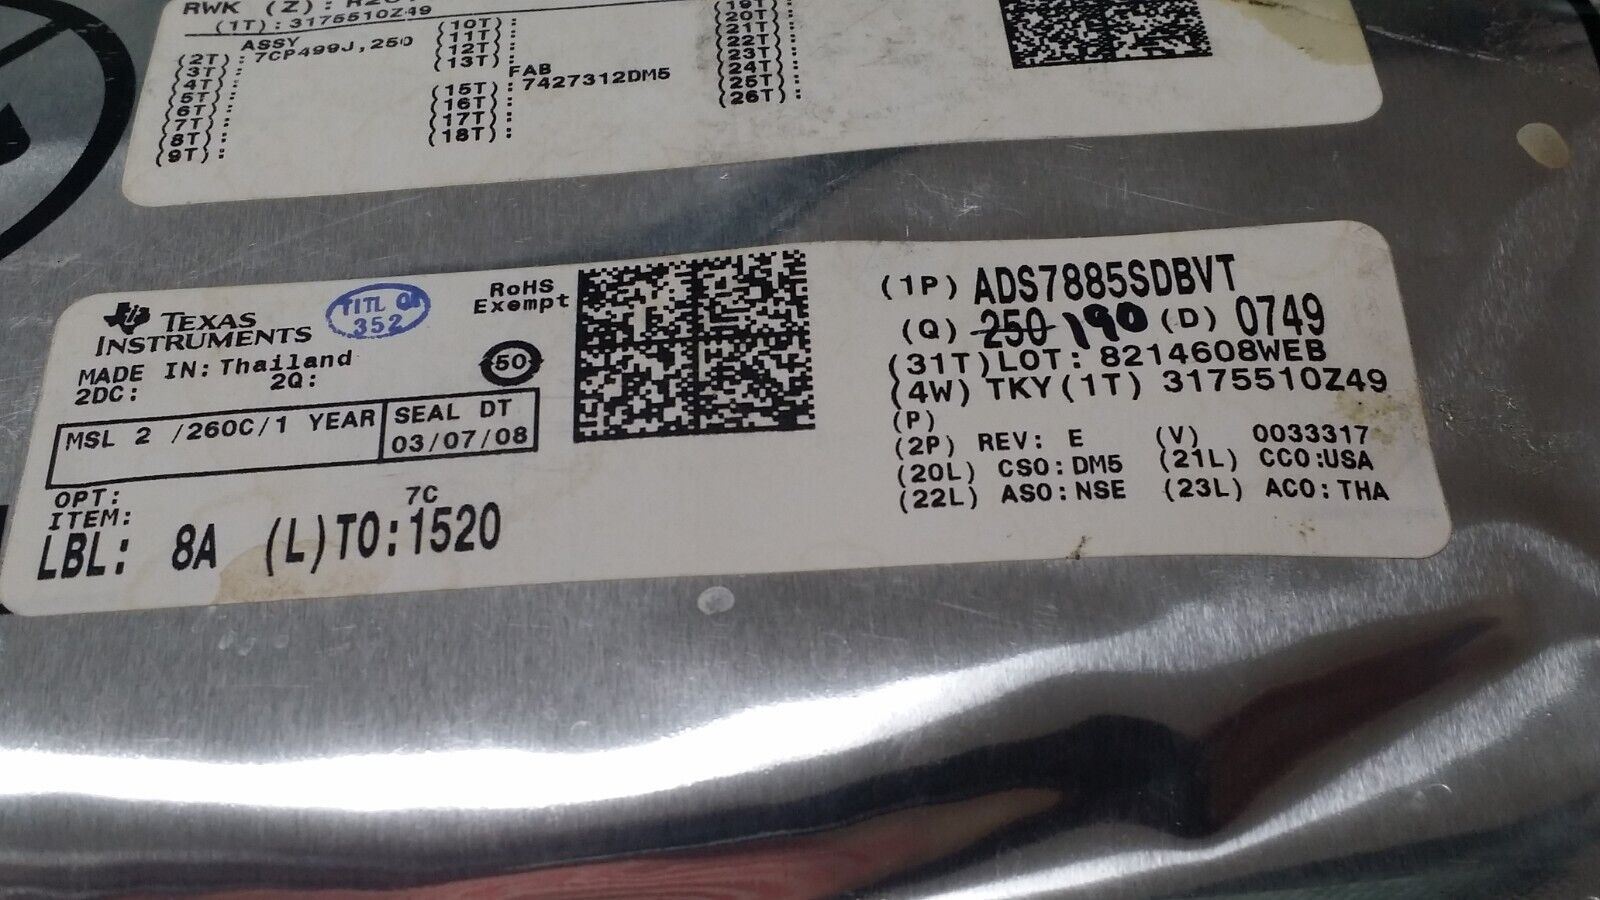 RWK (Z):
(1T): 3175510Z49
ASSY
(2T): 7CP499J,250
(3T):
(4T):
(5T):
(6T):
(7T):
(8T):
(9T):
(10T):
(11T):
(12T):
(13T):
FAB
(15T): 7427312DM5
(16T):
(17T):
(18T):
(19T):
(20T):
(21T):
(22T):
(23T):
(24T):
(25T):
(26T):
TEXAS
INSTRUMENTS
TITL
352
RoHS
Exempt
MADE IN: Thailand
2DC: 2Q:
50
MSL 2 /260C/1 YEAR
SEAL DT
03/07/08
OPT:
ITEM: 7C
LBL: 8A (L)TO:1520
(1P) ADS7885SDBVT
(Q) 250 190 (D) 0749
(31T)LOT: 8214608WEB
(4W) TKY(1T) 3175510Z49
(P)
(2P) REV: E (V) 0033317
(20L) CSO:DM5 (21L) CCO:USA
(22L) ASO:NSE (23L) ACO:THA